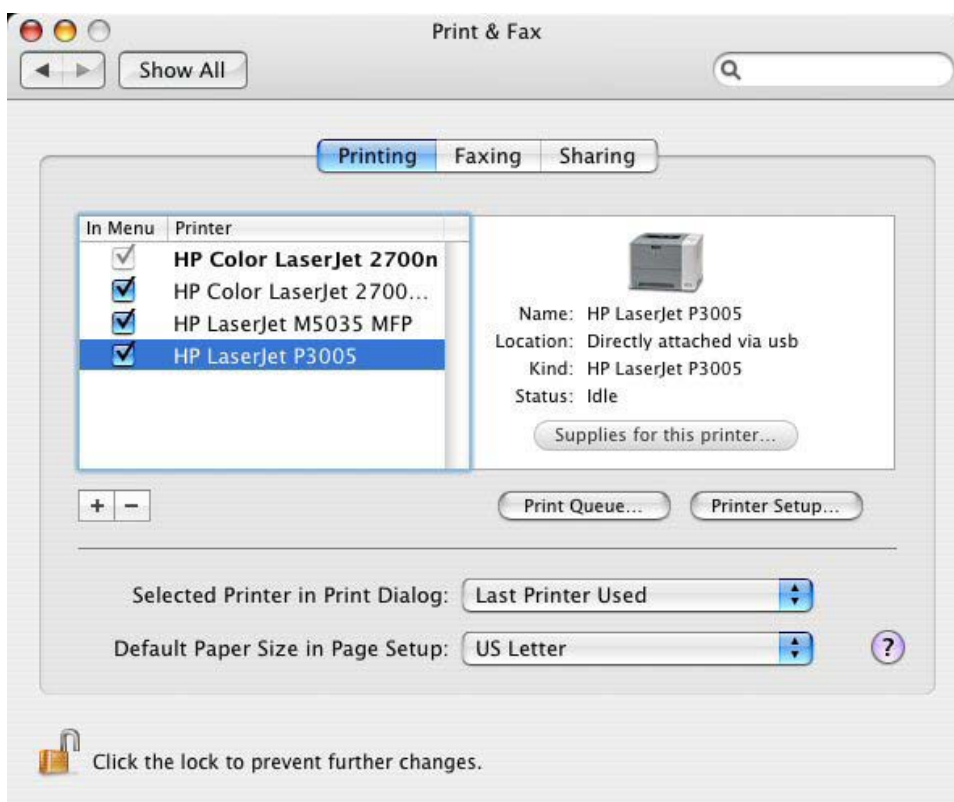 Print & Fax
Show All
Printing Faxing Sharing
In Menu Printer
HP Color LaserJet 2700n
HP Color LaserJet 2700...
HP LaserJet M5035 MFP
HP LaserJet P3005
Name: HP LaserJet P3005
Location: Directly attached via usb
Kind: HP LaserJet P3005
Status: Idle
Supplies for this printer...
+ −
Print Queue... Printer Setup...
Selected Printer in Print Dialog: Last Printer Used
Default Paper Size in Page Setup: US Letter
?
Click the lock to prevent further changes.